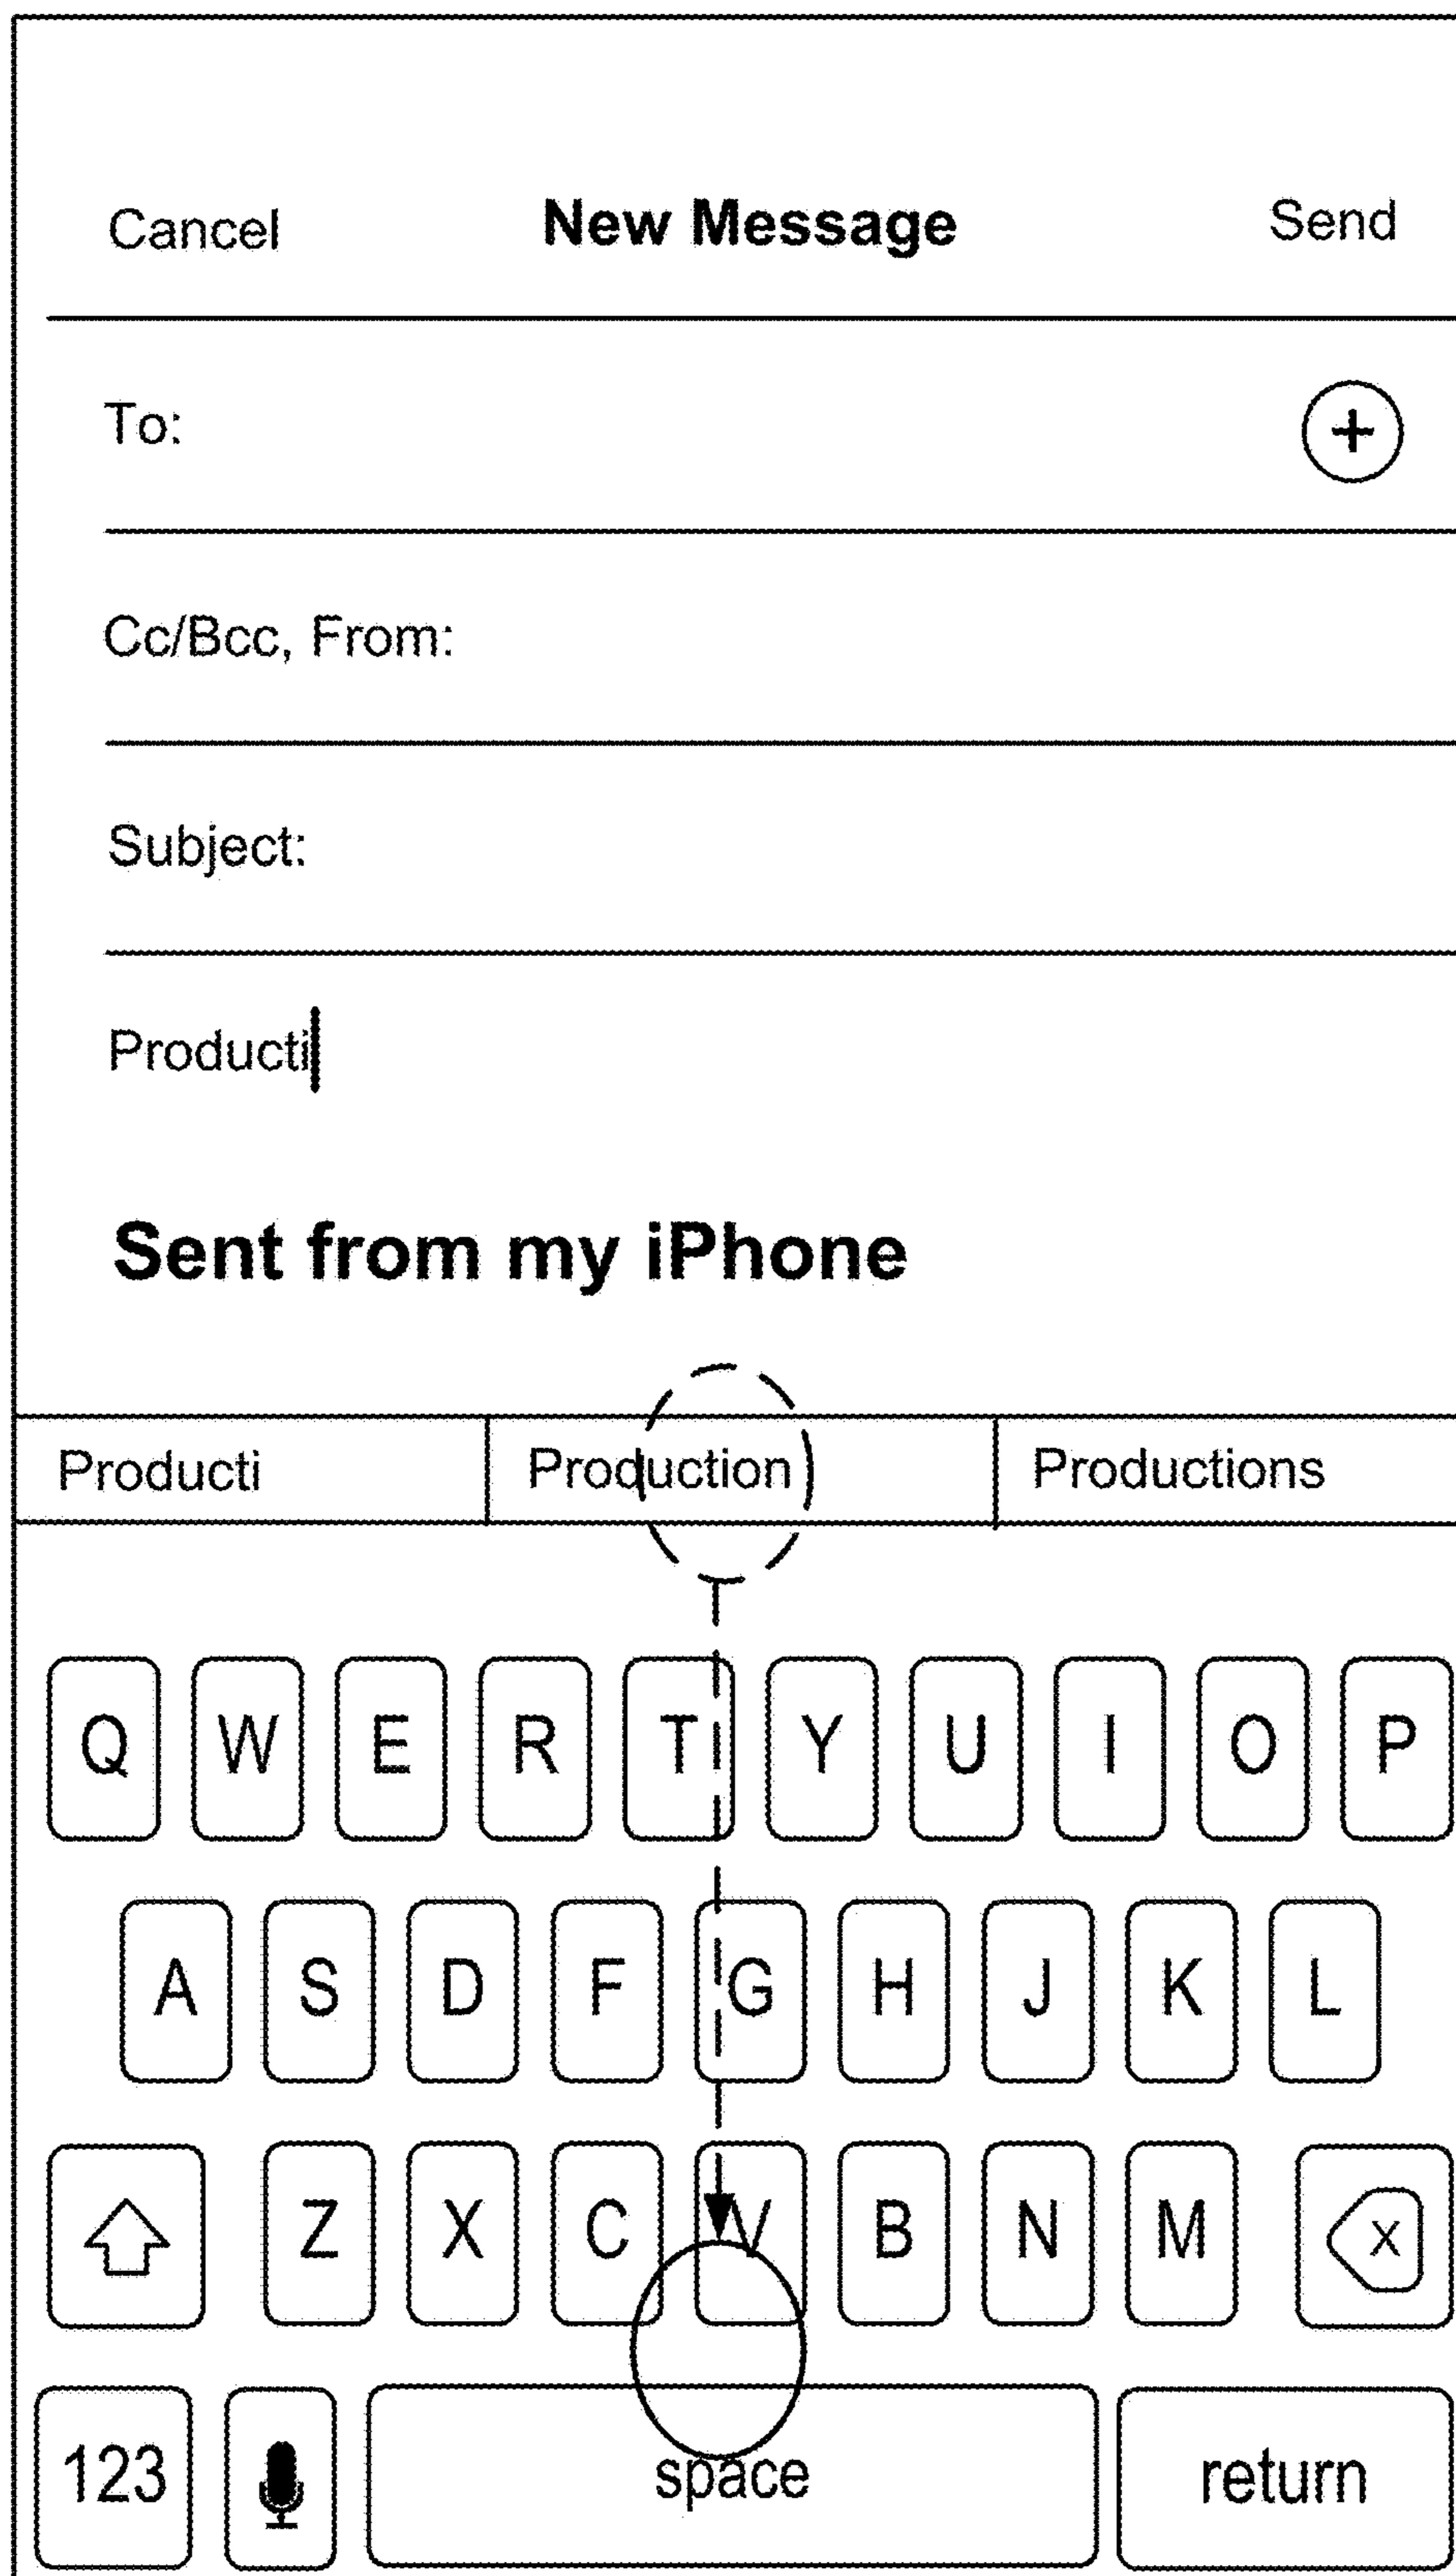 Cancel New Message Send
To: +
Cc/Bcc, From:
Subject:
Producti
Sent from my iPhone
Producti Production Productions
Q W E R T Y U I O P
A S D F G H J K L
Z X C V B N M X
123 space return